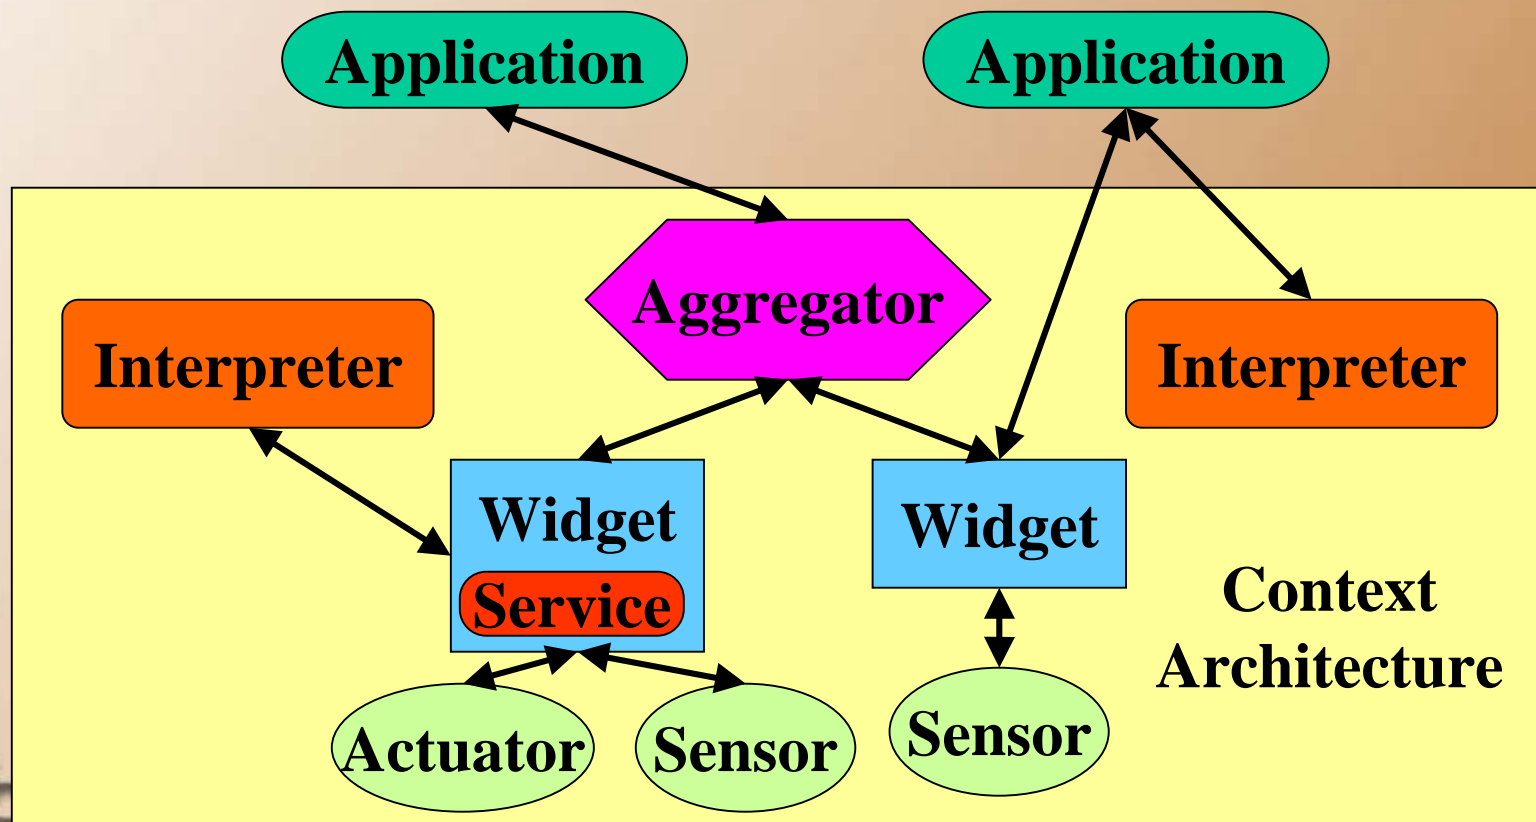 Application
Application
Aggregator
Interpreter
Interpreter
Widget
Widget
Service
Context
Architecture
Actuator
Sensor
Sensor